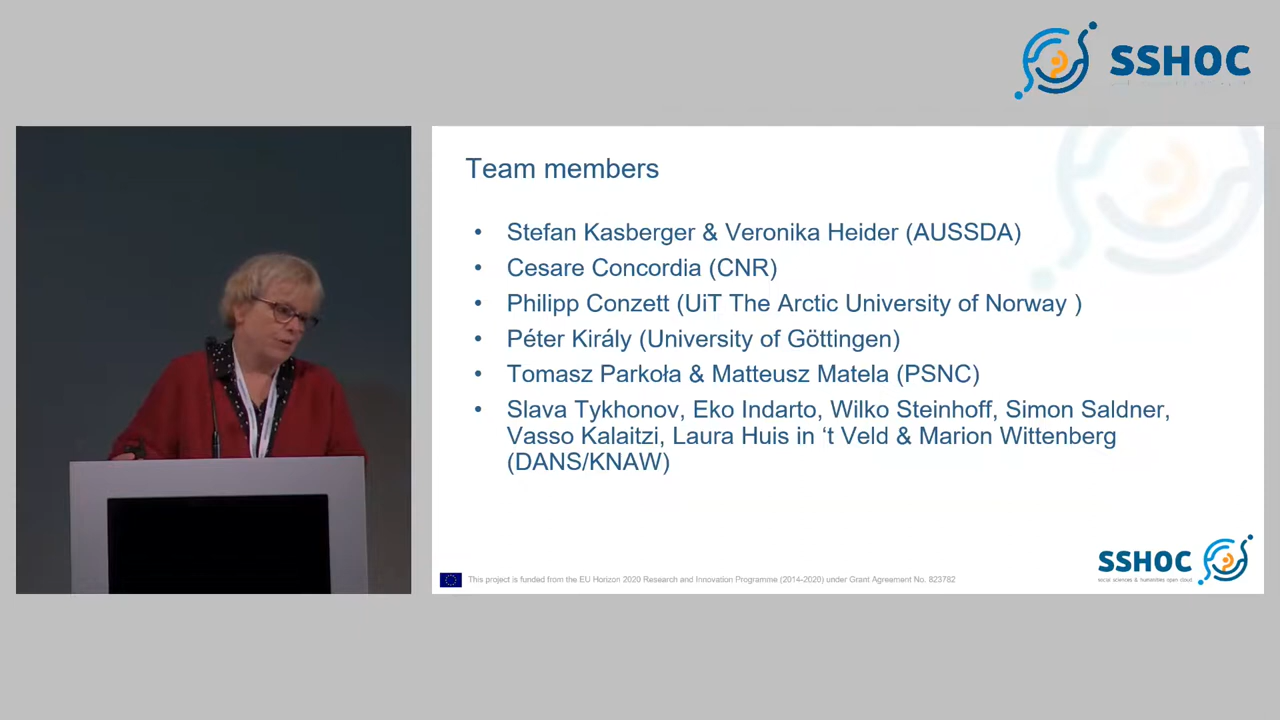 SSHOC
Team members
• Stefan Kasberger & Veronika Heider (AUSSDA)
• Cesare Concordia (CNR)
• Philipp Conzett (UiT The Arctic University of Norway )
• Péter Király (University of Göttingen)
• Tomasz Parkoła & Matteusz Matela (PSNC)
• Slava Tykhonov, Eko Indarto, Wilko Steinhoff, Simon Saldner,
Vasso Kalaitzi, Laura Huis in ‘t Veld & Marion Wittenberg
(DANS/KNAW)
SSHOC
social sciences & humanities open cloud
This project is funded from the EU Horizon 2020 Research and Innovation Programme (2014-2020) under Grant Agreement No. 823782